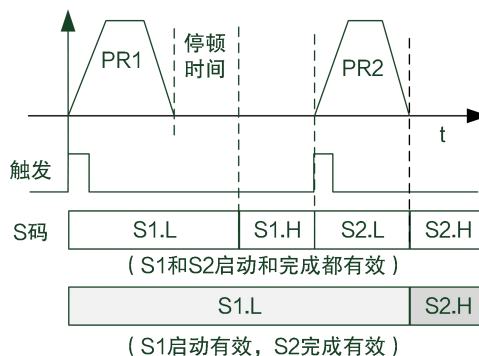 PR1
停顿
时间
PR2
t
触发
S码
S1.L
S1.H
S2.L
S2.H
(S1和S2启动和完成都有效)
S1.L
S2.H
(S1启动有效，S2完成有效)